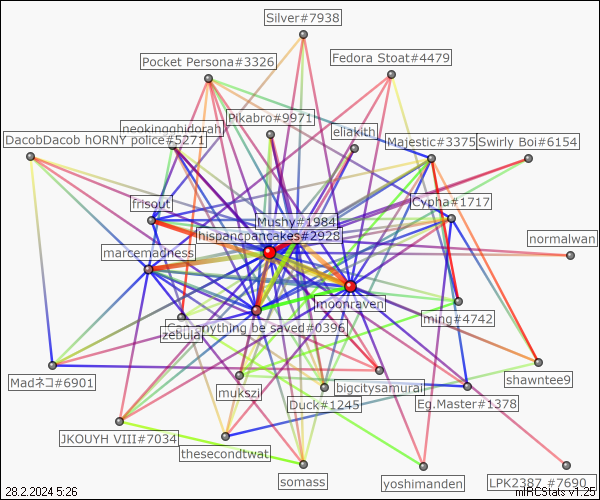 Silver#7938
Pocket Persona#3326
Fedora Stoat#4479
Pikabro#9971
neokingghidorah
eliakith
DacobDacob hORNY police#5271
Majestic#3375
Swirly Boi#6154
frisout
Cypha#1717
Mushy#1984
hispancpancakes#2928
normalwan
marcemadness
moonraven
ming#4742
Can anything be saved#0396
zebula
Madネコ#6901
mukszi
bigcitysamurai
shawntee9
Duck#1245
Eg.Master#1378
JKOUYH VIII#7034
thesecondtwat
somass
yoshimanden
LPK2387 #7690
28.2.2024 5:26
mIRCStats v1.25